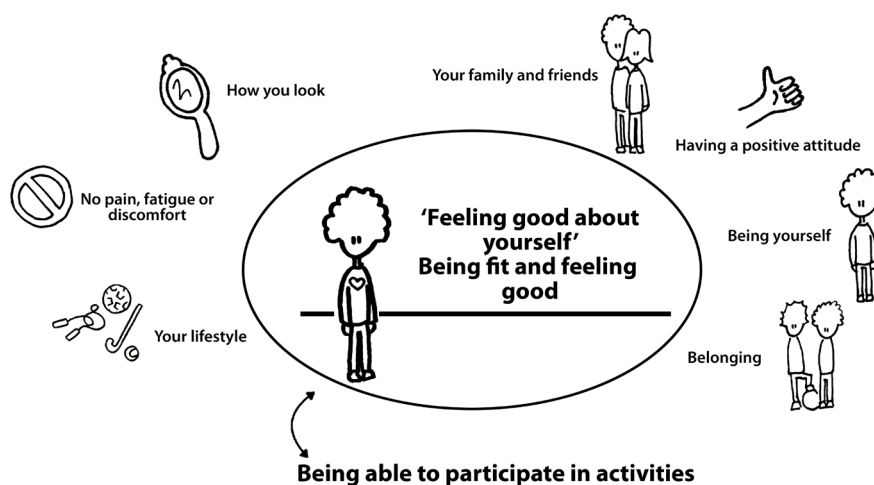 How you look
Your family and friends
Having a positive attitude
No pain, fatigue or
discomfort
'Feeling good about
yourself'
Being fit and feeling
good
Being yourself
Your lifestyle
Belonging
Being able to participate in activities